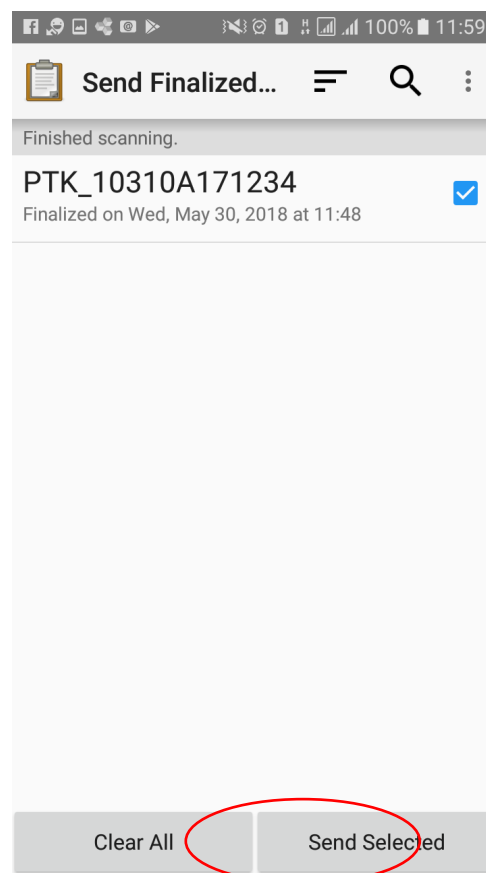 100% 11:59
Send Finalized...
Finished scanning.
PTK_10310A171234
Finalized on Wed, May 30, 2018 at 11:48
Clear All Send Selected